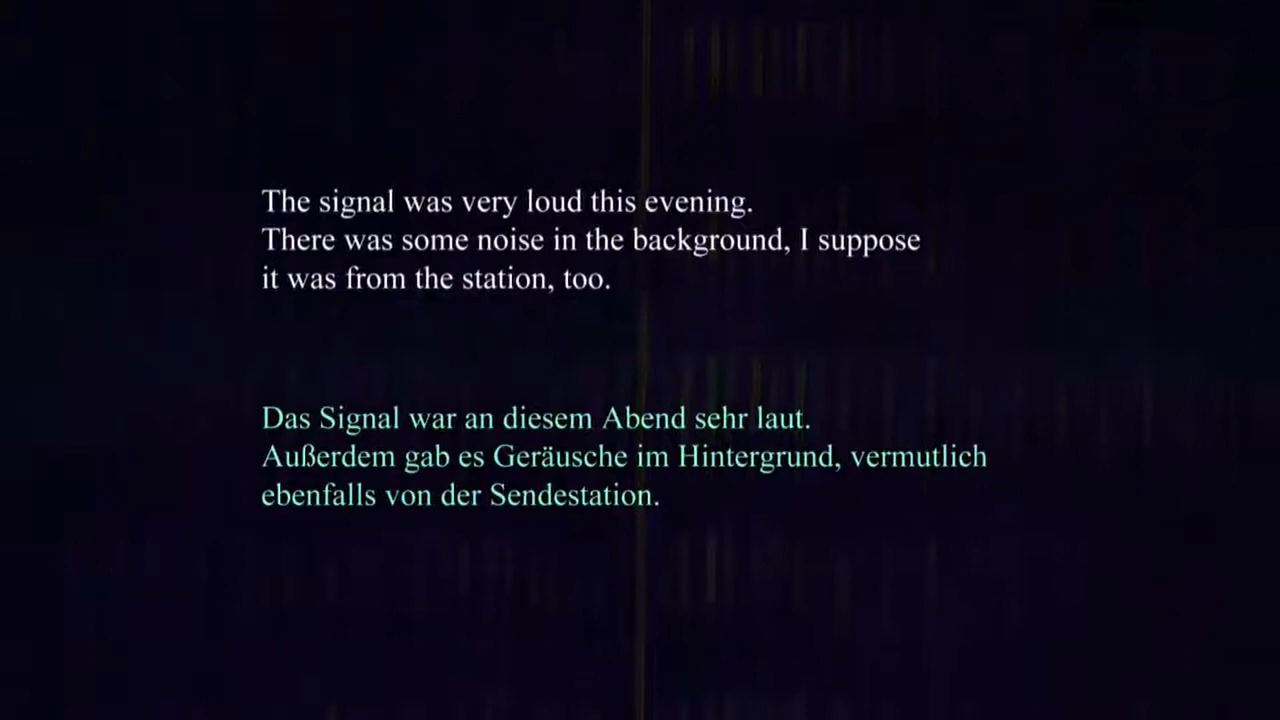 The signal was very loud this evening.
There was some noise in the background, I suppose
it was from the station, too.
Das Signal war an diesem Abend sehr laut.
Außerdem gab es Geräusche im Hintergrund, vermutlich
ebenfalls von der Sendestation.